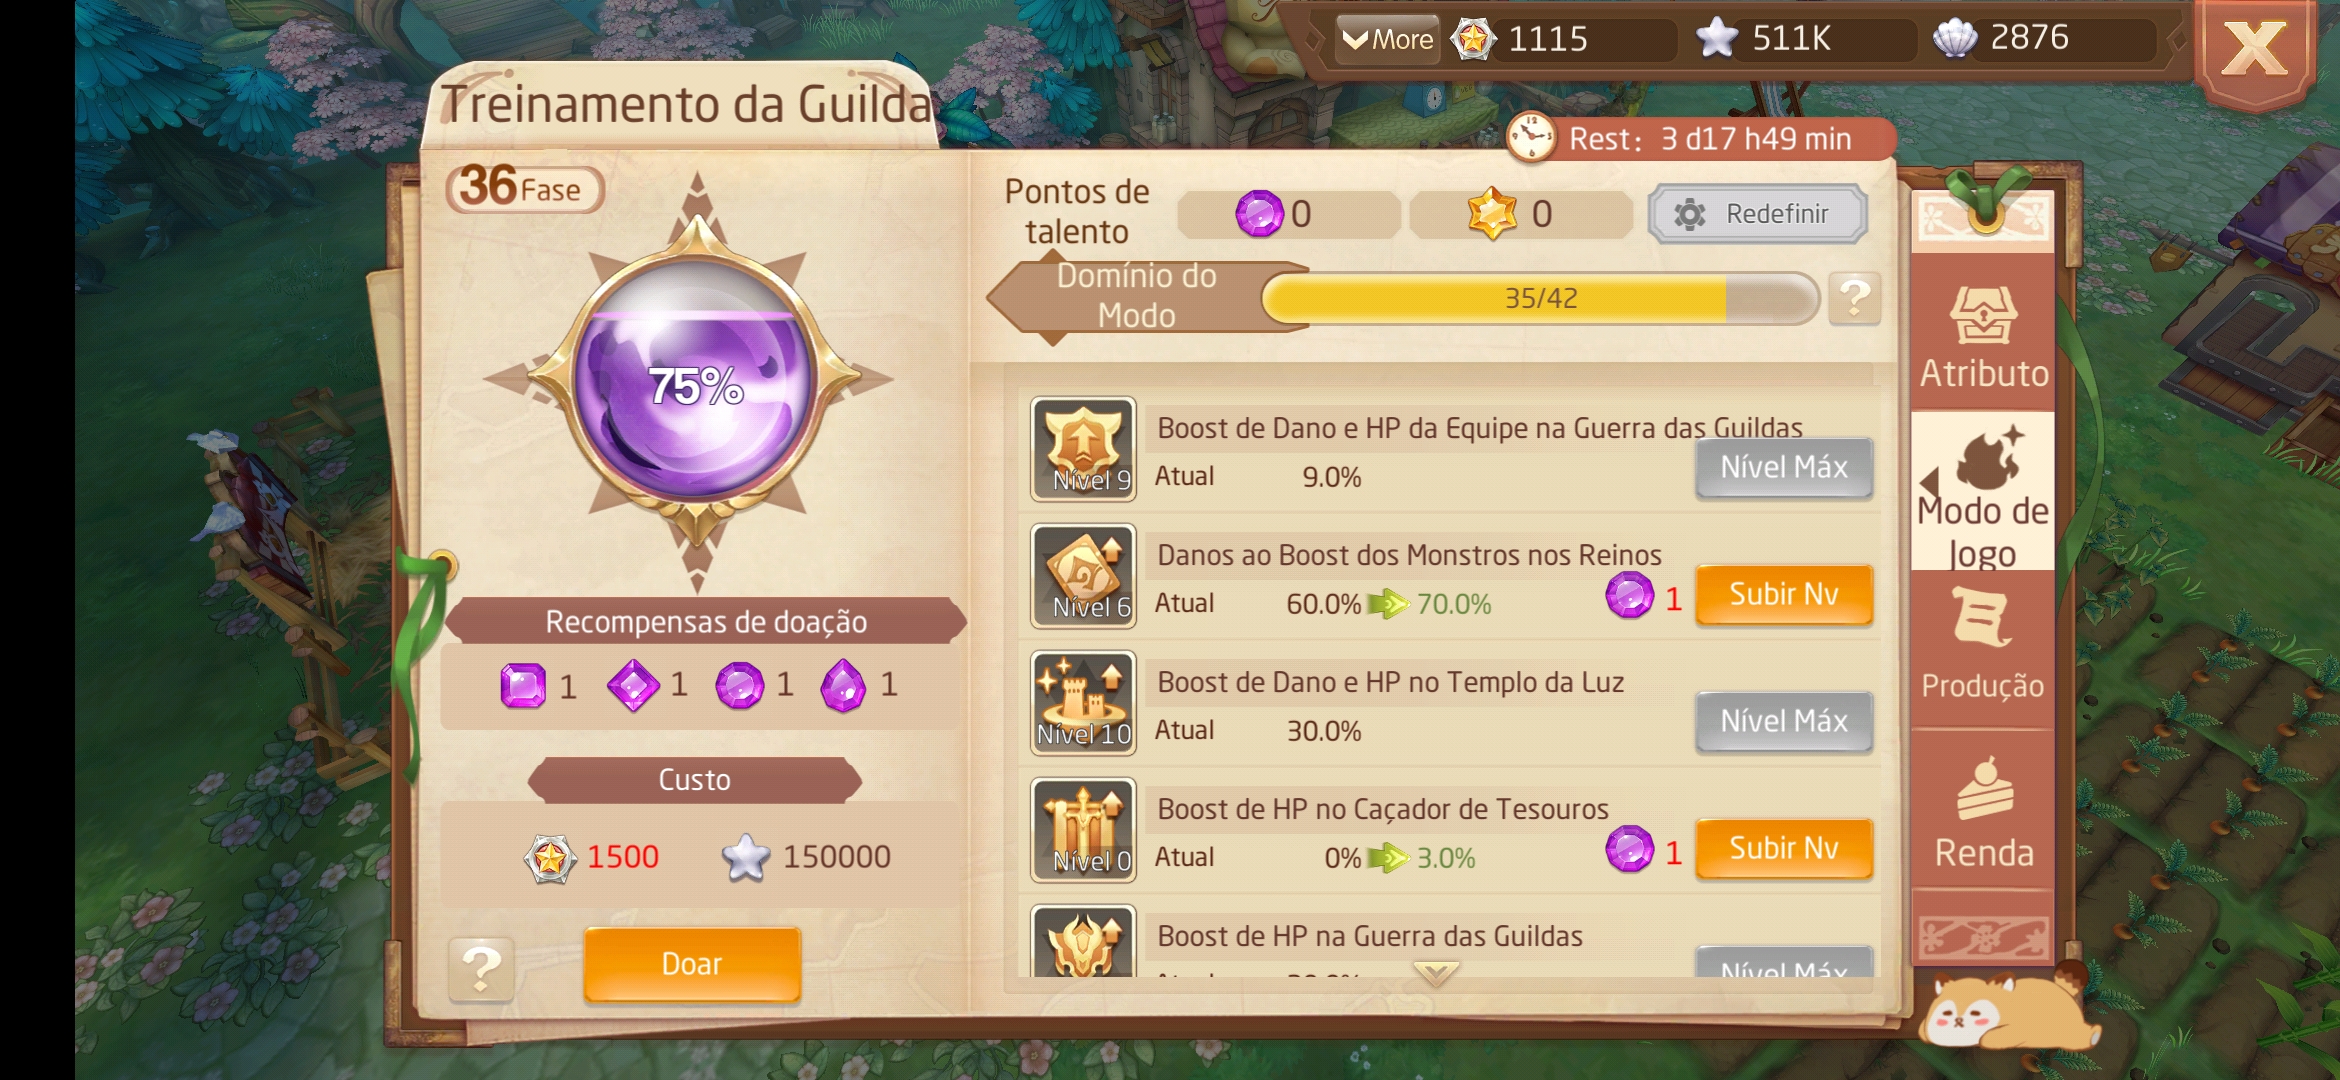 More 1115 511K 2876
Treinamento da Guilda
Rest: 3 d17 h49 min
36 Fase
Pontos de
talento
0 0 Redefinir
Domínio do
Modo
35/42
?
75%
Boost de Dano e HP da Equipe na Guerra das Guildas
Nível 9 Atual 9.0% Nível Máx
Danos ao Boost dos Monstros nos Reinos
Nível 6 Atual 60.0% 70.0% 1 Subir Nv
Boost de Dano e HP no Templo da Luz
Nível 10 Atual 30.0% Nível Máx
Boost de HP no Caçador de Tesouros
Nível 0 Atual 0% 3.0% 1 Subir Nv
Boost de HP na Guerra das Guildas
Nível Máx
Recompensas de doação
1 1 1 1
Custo
1500 150000
?
Doar
Atributo
Modo de
Jogo
Produção
Renda